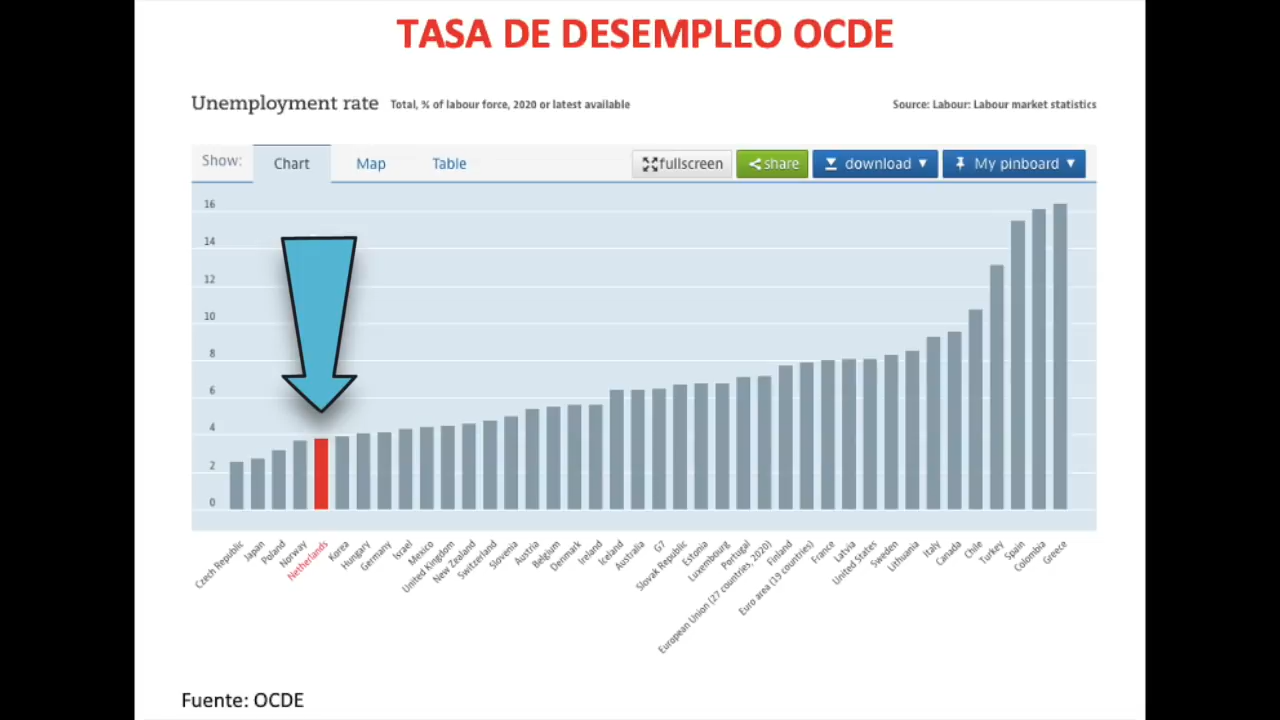 TASA DE DESEMPLEO OCDE
Unemployment rate Total, % of labour force, 2020 or latest available Source: Labour: Labour market statistics
Show: Chart Map Table fullscreen share download My pinboard
16
14
12
10
8
6
4
2
0
Czech Republic
Japan
Poland
Norway
Netherlands
Korea
Hungary
Germany
Israel
Mexico
United Kingdom
New Zealand
Switzerland
Slovenia
Austria
Belgium
Denmark
Ireland
Iceland
Australia
G7
Slovak Republic
Estonia
Luxembourg
Portugal
European Union (27 countries, 2020)
Finland
Euro area (19 countries)
France
Latvia
United States
Sweden
Lithuania
Italy
Canada
Chile
Turkey
Spain
Colombia
Greece
Fuente: OCDE